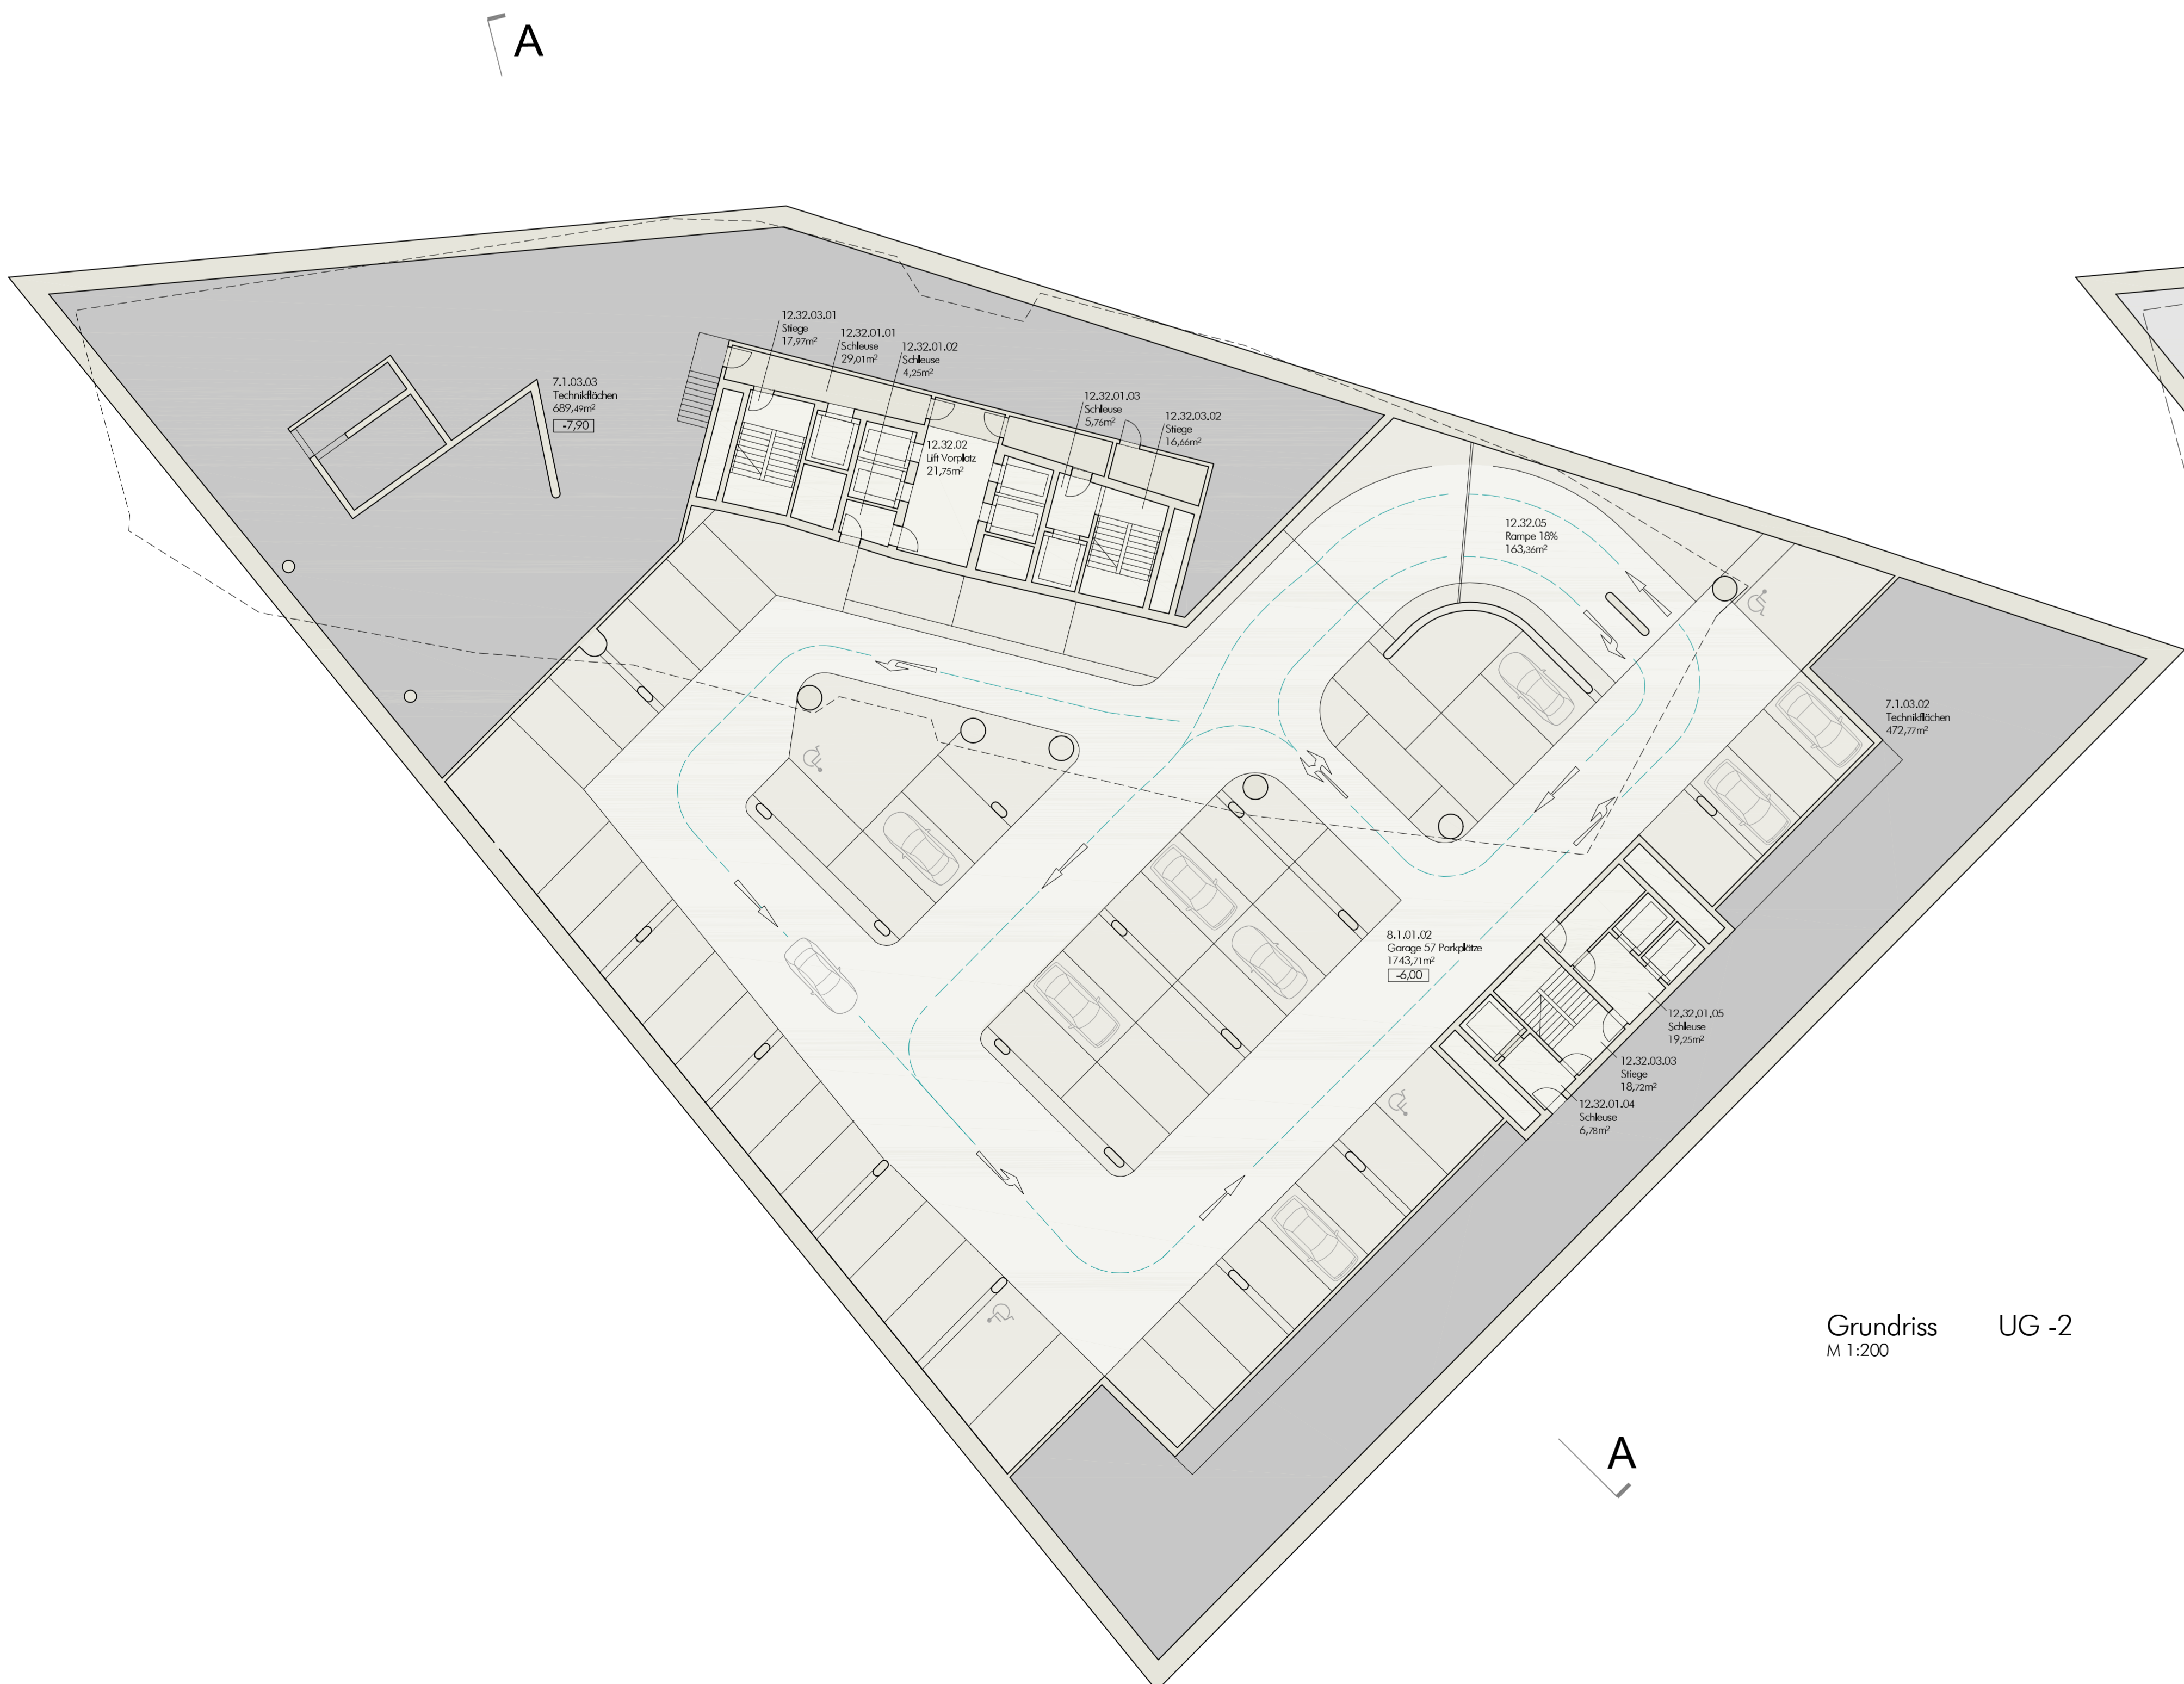 A
12.32.03.01
Stiege
17,97m²
12.32.01.01
Schleuse
29,01m²
12.32.01.02
Schleuse
4,25m²
7.1.03.03
Technikflächen
689,49m²
-7,90
12.32.01.03
Schleuse
5,76m²
12.32.03.02
Stiege
16,66m²
12.32.02
Lift Vorplatz
21,75m²
12.32.05
Rampe 18%
163,36m²
7.1.03.02
Technikflächen
472,77m²
8.1.01.02
Garage 57 Parkplätze
1743,71m²
-6,00
12.32.01.05
Schleuse
19,25m²
12.32.03.03
Stiege
18,72m²
12.32.01.04
Schleuse
6,78m²
Grundriss UG -2
M 1:200
A